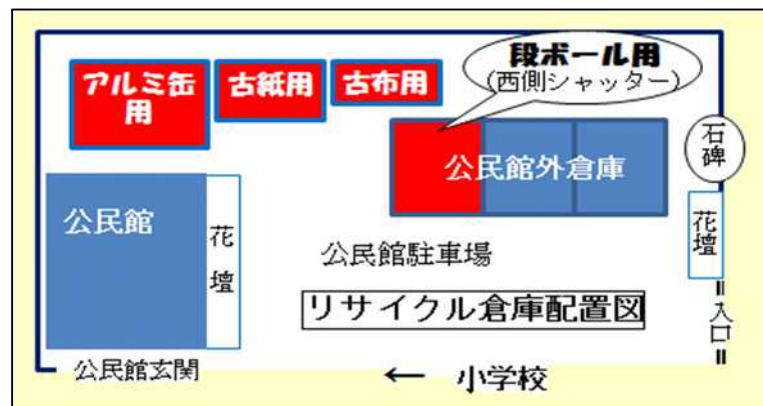 段ボール用
(西側シャッター)
アルミ缶
用
古紙用
古布用
石碑
公民館外倉庫
公民館
花壇
花壇
公民館駐車場
リサイクル倉庫配置図
入口
公民館玄関
← 小学校